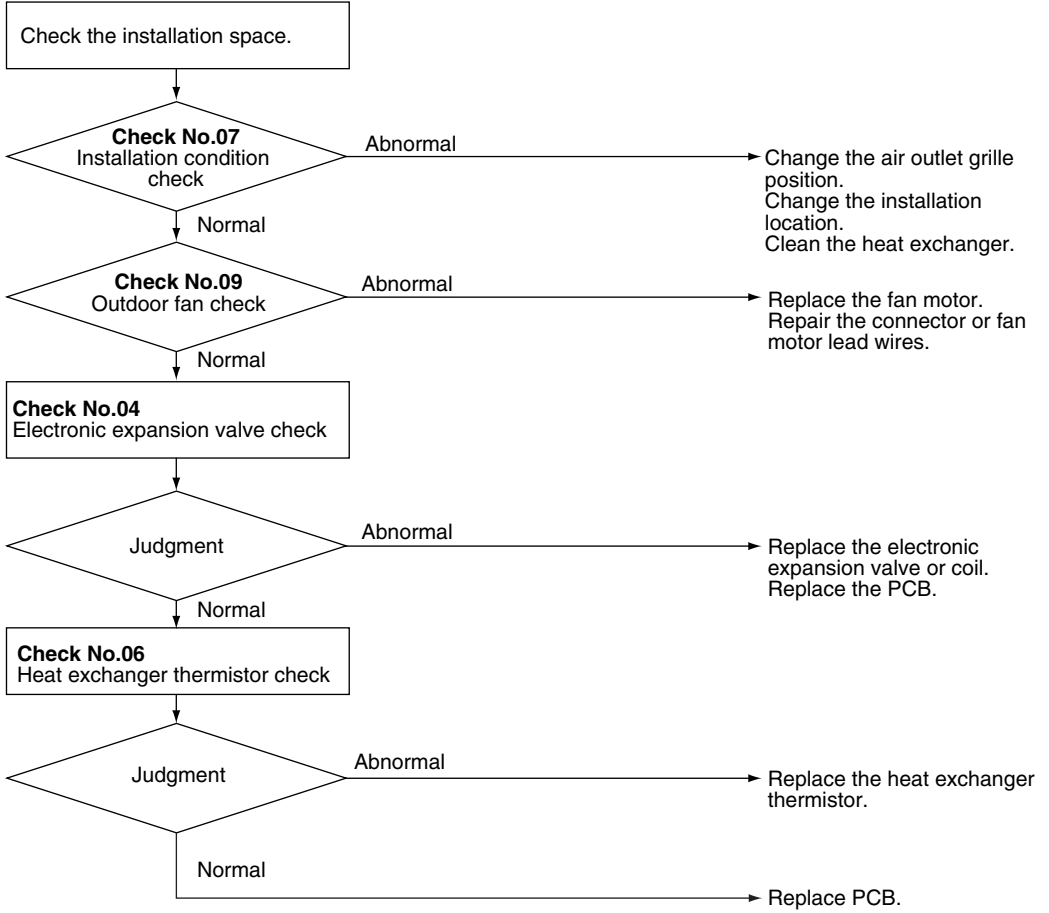 Check the installation space.
Check No.07
Installation condition
check
Abnormal
Change the air outlet grille
position.
Change the installation
location.
Clean the heat exchanger.
Normal
Check No.09
Outdoor fan check
Abnormal
Replace the fan motor.
Repair the connector or fan
motor lead wires.
Normal
Check No.04
Electronic expansion valve check
Judgment
Abnormal
Replace the electronic
expansion valve or coil.
Replace the PCB.
Normal
Check No.06
Heat exchanger thermistor check
Judgment
Abnormal
Replace the heat exchanger
thermistor.
Normal
Replace PCB.